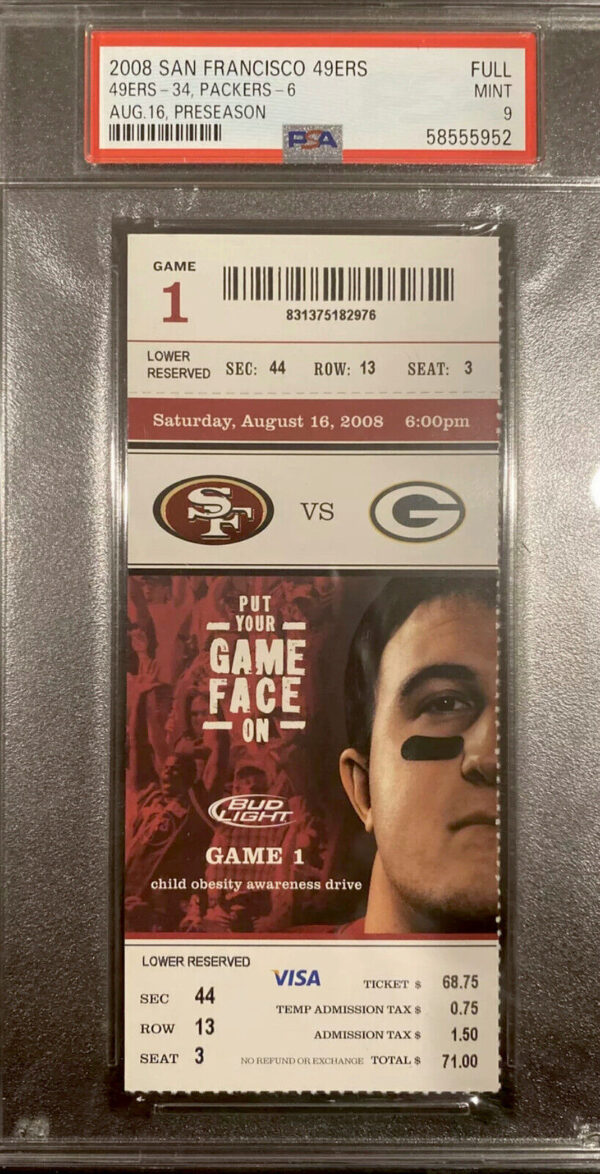 2008 SAN FRANCISCO 49ERS FULL
49ERS-34, PACKERS-6 MINT
AUG.16, PRESEASON 9
PSA 58555952
GAME
1
831375182976
LOWER
RESERVED SEC: 44 ROW: 13 SEAT: 3
Saturday, August 16, 2008 6:00pm
SF VS G
PUT
YOUR
GAME
FACE
ON
BUD
LIGHT
GAME 1
child obesity awareness drive
LOWER RESERVED
SEC 44
ROW 13
SEAT 3
VISA
TICKET $ 68.75
TEMP ADMISSION TAX $ 0.75
ADMISSION TAX $ 1.50
NO REFUND OR EXCHANGE TOTAL $ 71.00